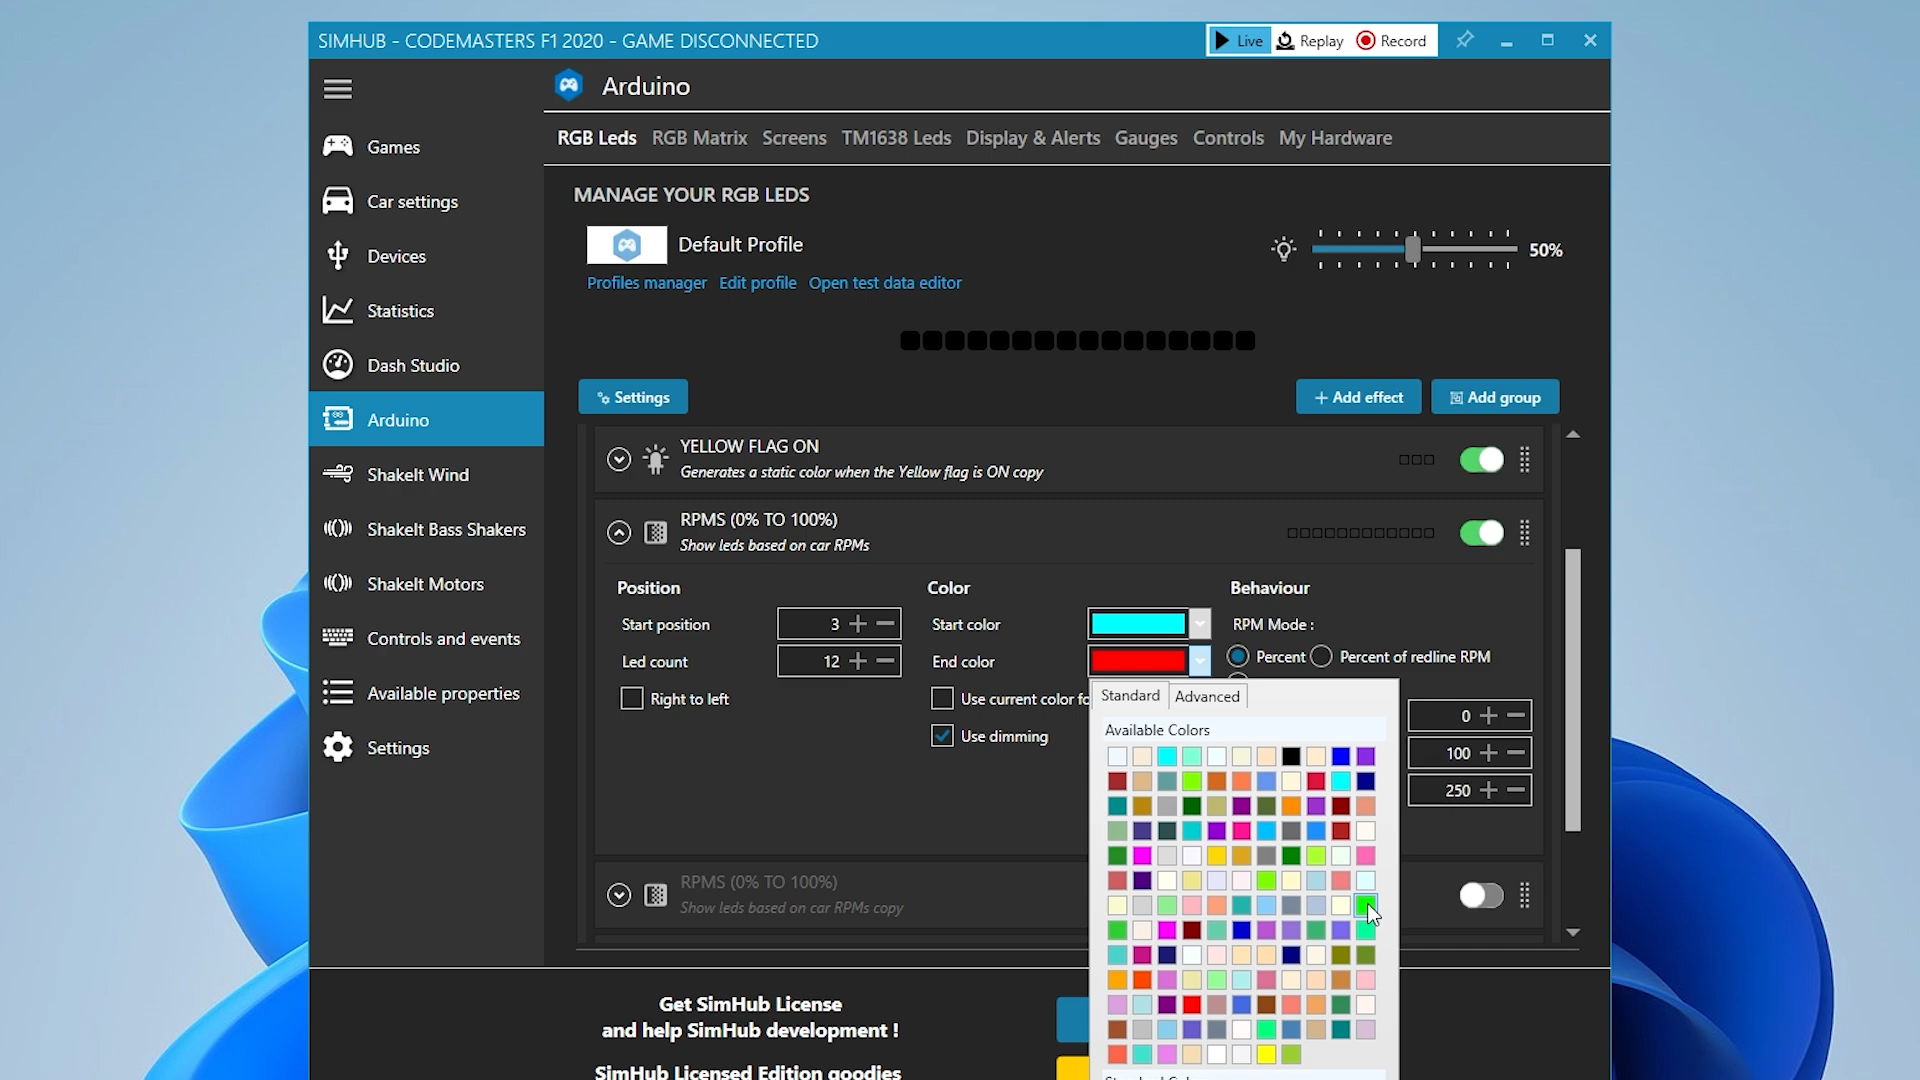 SIMHUB - CODEMASTERS F1 2020 - GAME DISCONNECTED
Live
Replay
Record
Arduino
RGB Leds
RGB Matrix
Screens
TM1638 Leds
Display & Alerts
Gauges
Controls
My Hardware
Games
Car settings
Devices
Statistics
Dash Studio
Arduino
ShakeIt Wind
ShakeIt Bass Shakers
ShakeIt Motors
Controls and events
Available properties
Settings
MANAGE YOUR RGB LEDS
Default Profile
50%
Profiles manager
Edit profile
Open test data editor
Settings
+ Add effect
Add group
YELLOW FLAG ON
Generates a static color when the Yellow flag is ON copy
RPMS (0% TO 100%)
Show leds based on car RPMs
Position
Start position
3
Led count
12
Right to left
Color
Start color
End color
Use current color fo
Use dimming
Behaviour
RPM Mode :
Percent
Percent of redline RPM
0
100
250
Standard
Advanced
Available Colors
RPMS (0% TO 100%)
Show leds based on car RPMs copy
Get SimHub License
and help SimHub development !
SimHub Licensed Edition goodies